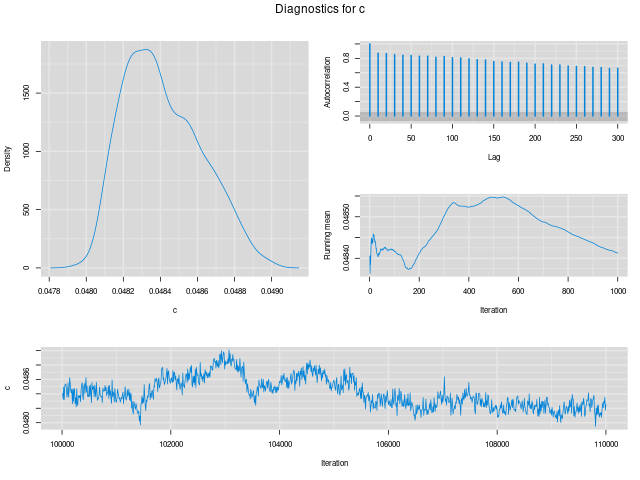 Diagnostics for c
Density
0 500 1000 1500
0.0478 0.0480 0.0482 0.0484 0.0486 0.0488 0.0490
c
Autocorrelation
0.0 0.4 0.8
0 50 100 150 200 250 300
Lag
Running mean
0.04840 0.04850
0 200 400 600 800 1000
Iteration
c
0.0480 0.0486
100000 102000 104000 106000 108000 110000
Iteration